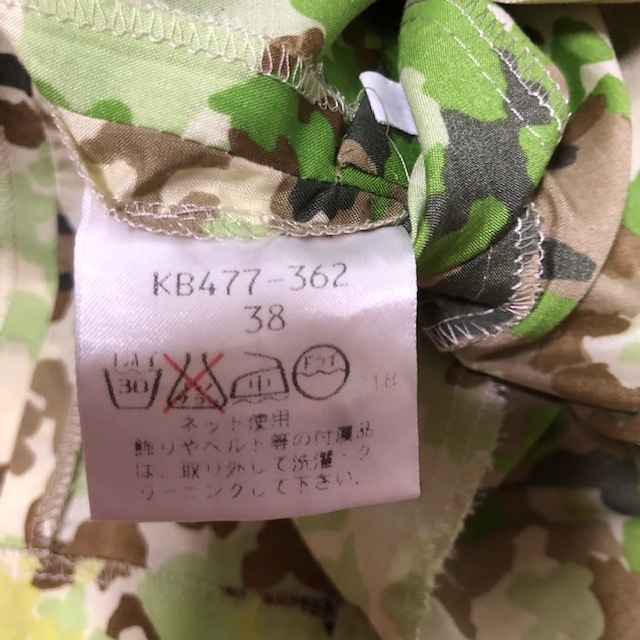 KB477-362
38
30
中
ネット使用
飾りやベルト等の付属品
は、取り外して洗濯・ク
リーニングして下さい。